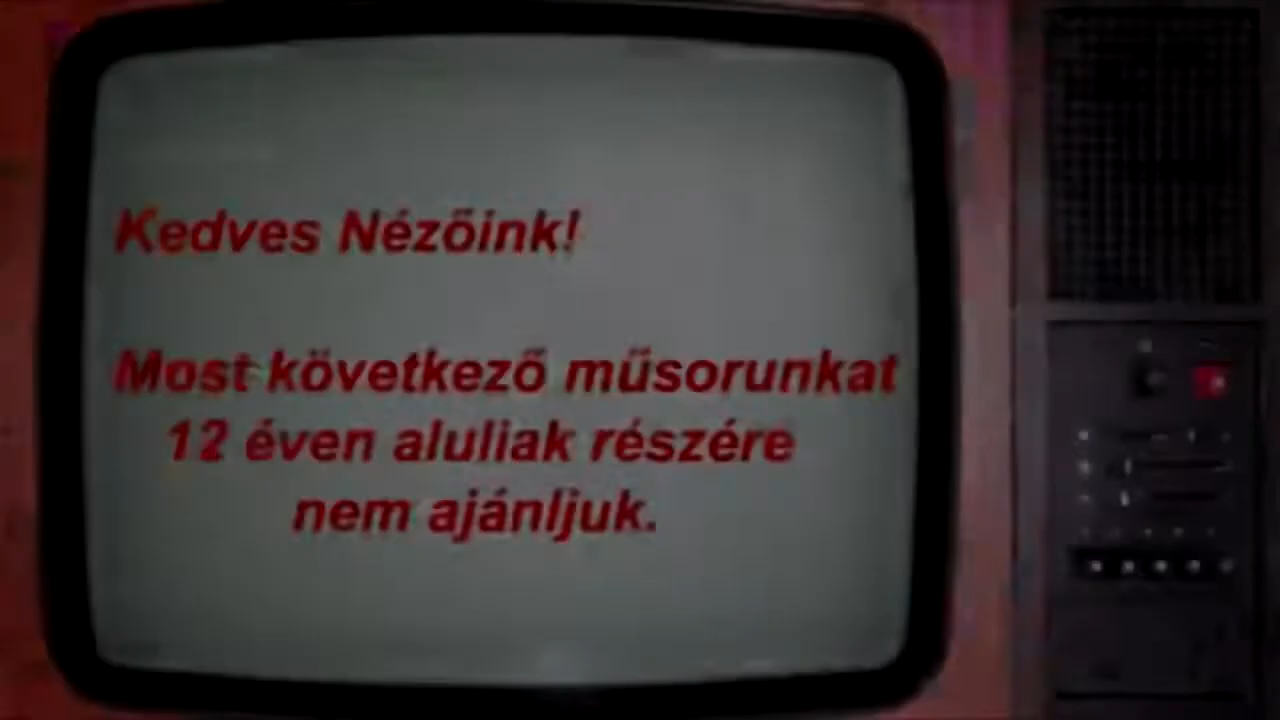 Kedves Nézőink!
Most következő műsorunkat
12 éven aluliak részére
nem ajánljuk.